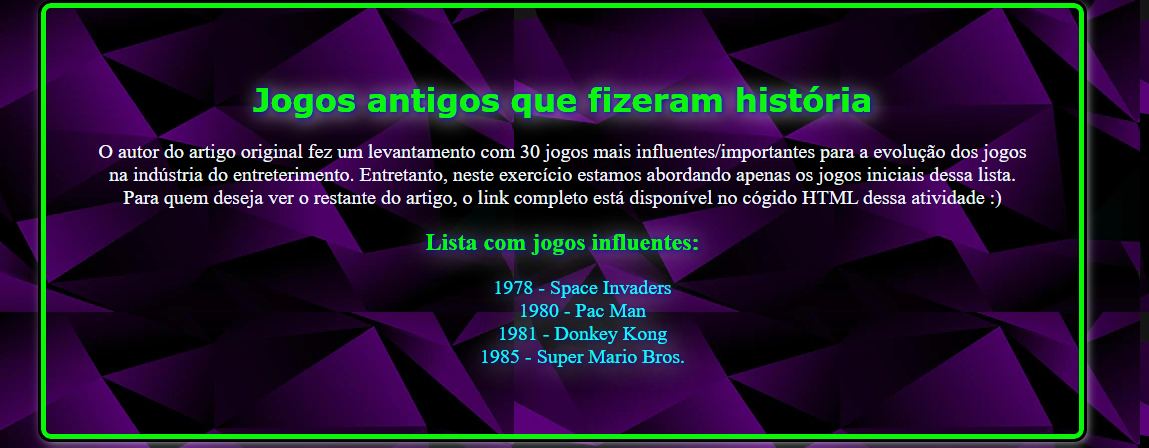 Jogos antigos que fizeram história
O autor do artigo original fez um levantamento com 30 jogos mais influentes/importantes para a evolução dos jogos
na indústria do entreterimento. Entretanto, neste exercício estamos abordando apenas os jogos iniciais dessa lista.
Para quem deseja ver o restante do artigo, o link completo está disponível no cógido HTML dessa atividade :)
Lista com jogos influentes:
1978 - Space Invaders
1980 - Pac Man
1981 - Donkey Kong
1985 - Super Mario Bros.